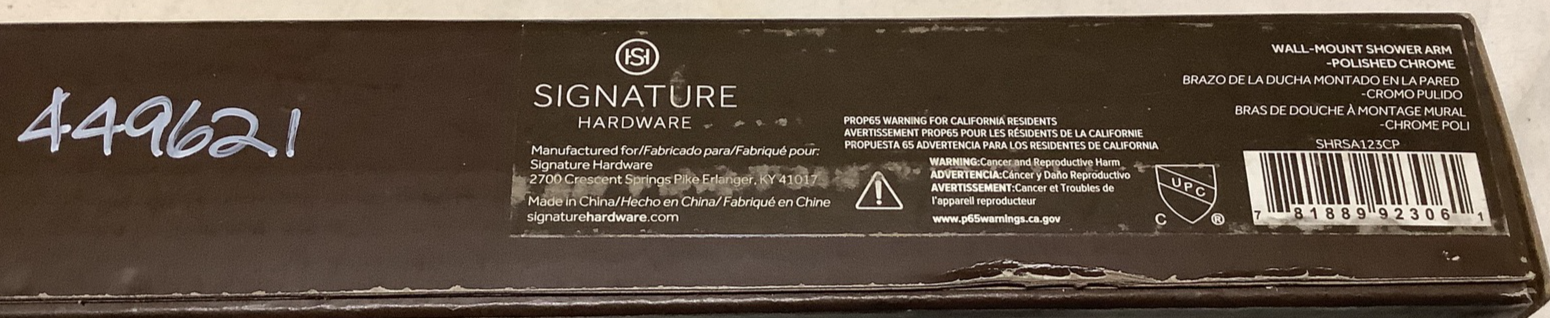 449621
SIGNATURE
HARDWARE
Manufactured for/Fabricado para/Fabriqué pour:
Signature Hardware
2700 Crescent Springs Pike Erlanger, KY 41017
Made in China/Hecho en China/ Fabriqué en Chine
signaturehardware.com
PROP65 WARNING FOR CALIFORNIA RESIDENTS
AVERTISSEMENT PROP65 POUR LES RÉSIDENTS DE LA CALIFORNIE
PROPUESTA 65 ADVERTENCIA PARA LOS RESIDENTES DE CALIFORNIA
WARNING:Cancer and Reproductive Harm
ADVERTENCIA:Cáncer y Daño Reproductivo
AVERTISSEMENT:Cancer et Troubles de
l'appareil reproducteur
www.p65warnings.ca.gov
UPC
C ®
WALL-MOUNT SHOWER ARM
-POLISHED CHROME
BRAZO DE LA DUCHA MONTADO EN LA PARED
-CROMO PULIDO
BRAS DE DOUCHE À MONTAGE MURAL
-CHROME POLI
SHRSA123CP
7 81889 92306 1